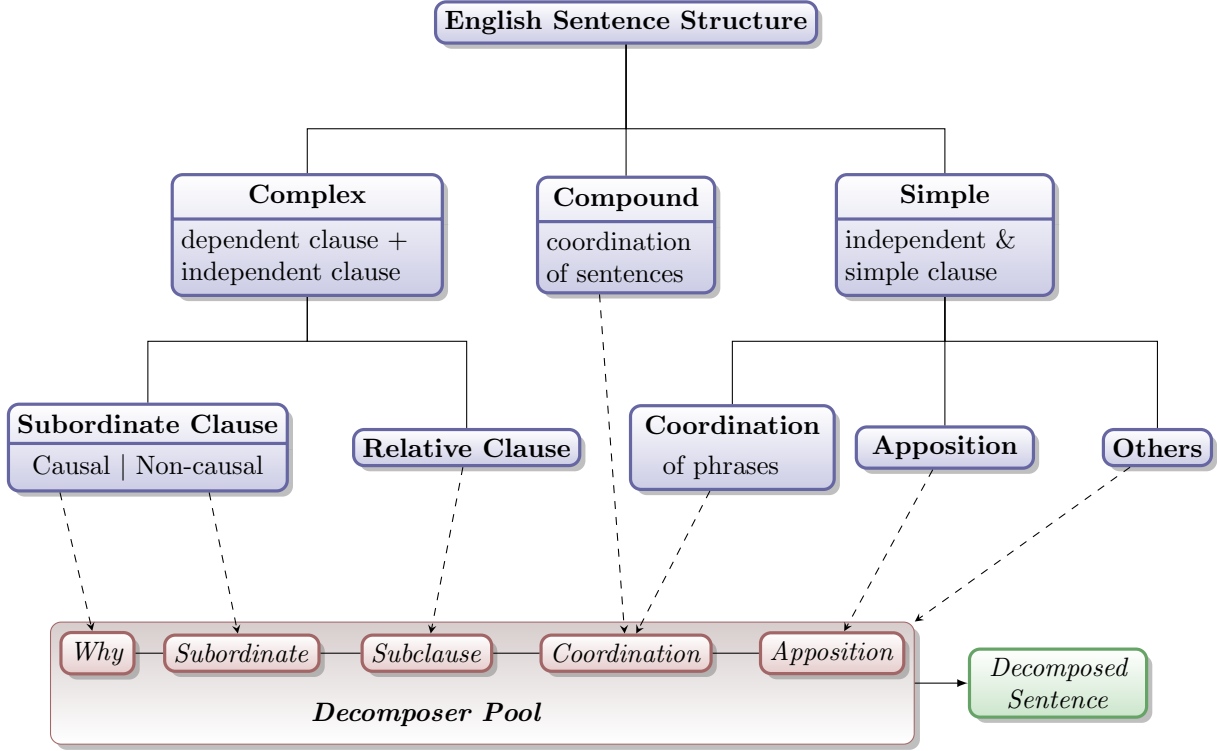 English Sentence Structure
Complex
dependent clause +
independent clause
Compound
coordination
of sentences
Simple
independent &
simple clause
Subordinate Clause
Causal | Non-causal
Relative Clause
Coordination
of phrases
Apposition
Others
Why
Subordinate
Subclause
Coordination
Apposition
Decomposer Pool
Decomposed
Sentence